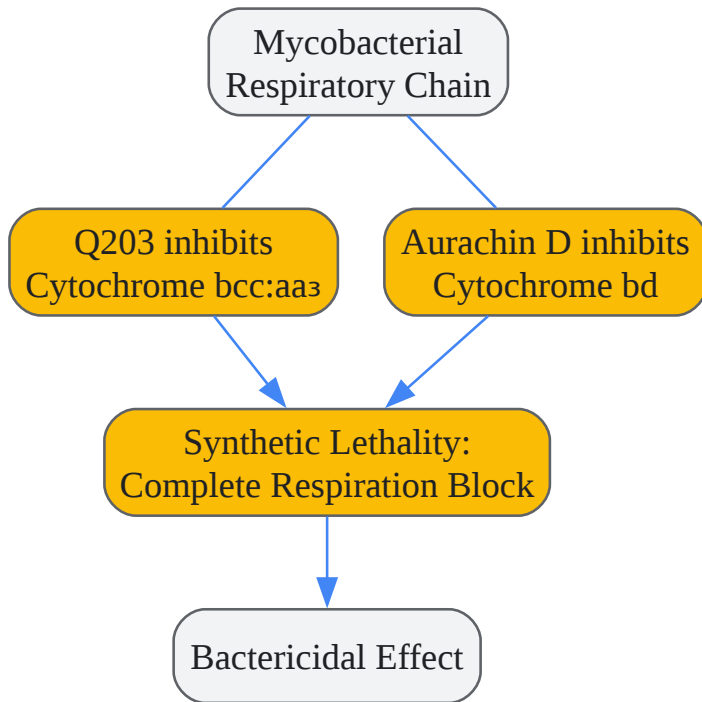 Mycobacterial
Respiratory Chain
Q203 inhibits
Cytochrome bcc:aa₃
Aurachin D inhibits
Cytochrome bd
Synthetic Lethality:
Complete Respiration Block
Bactericidal Effect